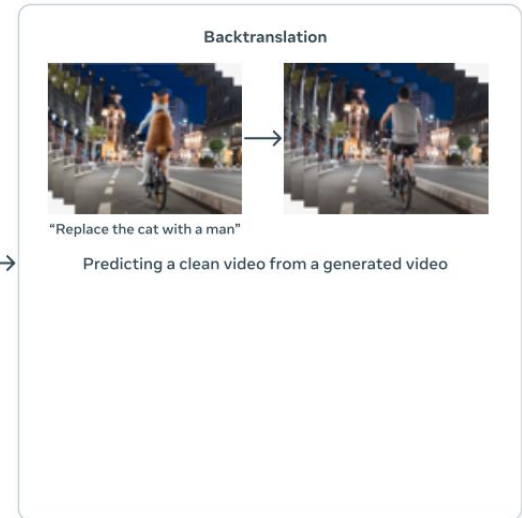 Backtranslation
“Replace the cat with a man”
Predicting a clean video from a generated video